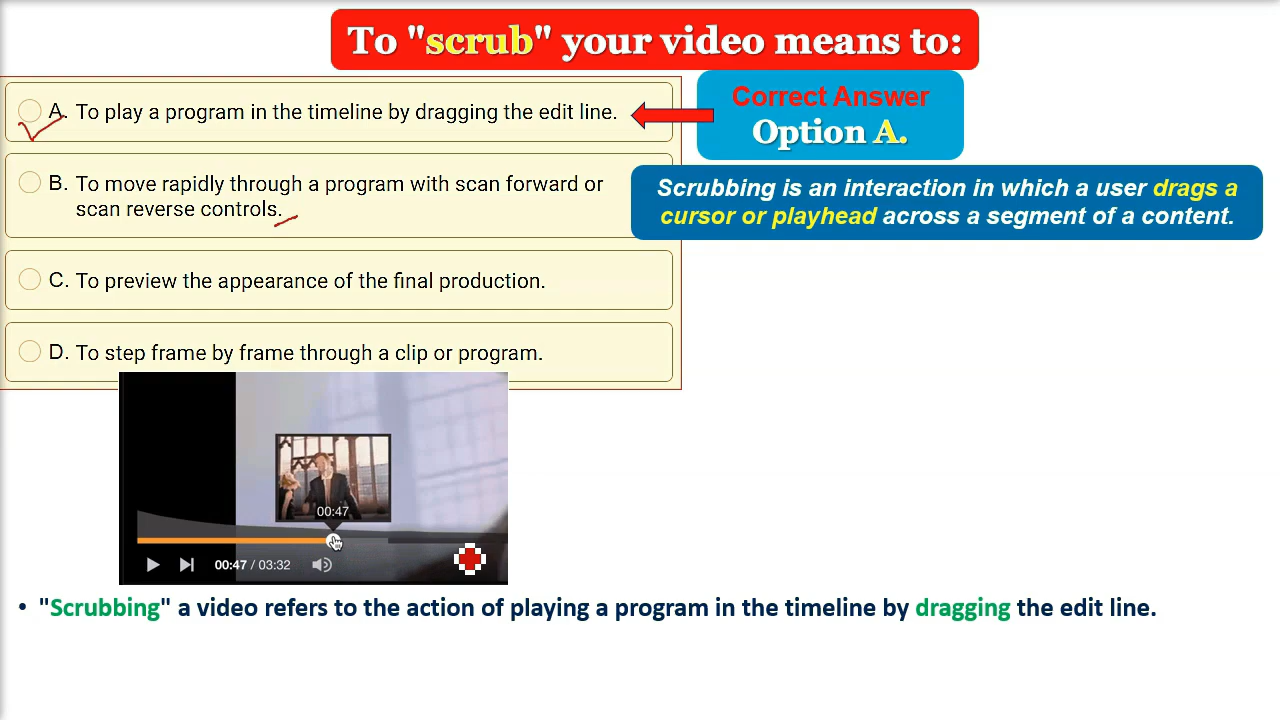 To "scrub" your video means to:
A. To play a program in the timeline by dragging the edit line.
Correct Answer
Option A.
B. To move rapidly through a program with scan forward or
scan reverse controls.
Scrubbing is an interaction in which a user drags a
cursor or playhead across a segment of a content.
C. To preview the appearance of the final production.
D. To step frame by frame through a clip or program.
00:47
00:47 / 03:32
• "Scrubbing" a video refers to the action of playing a program in the timeline by dragging the edit line.